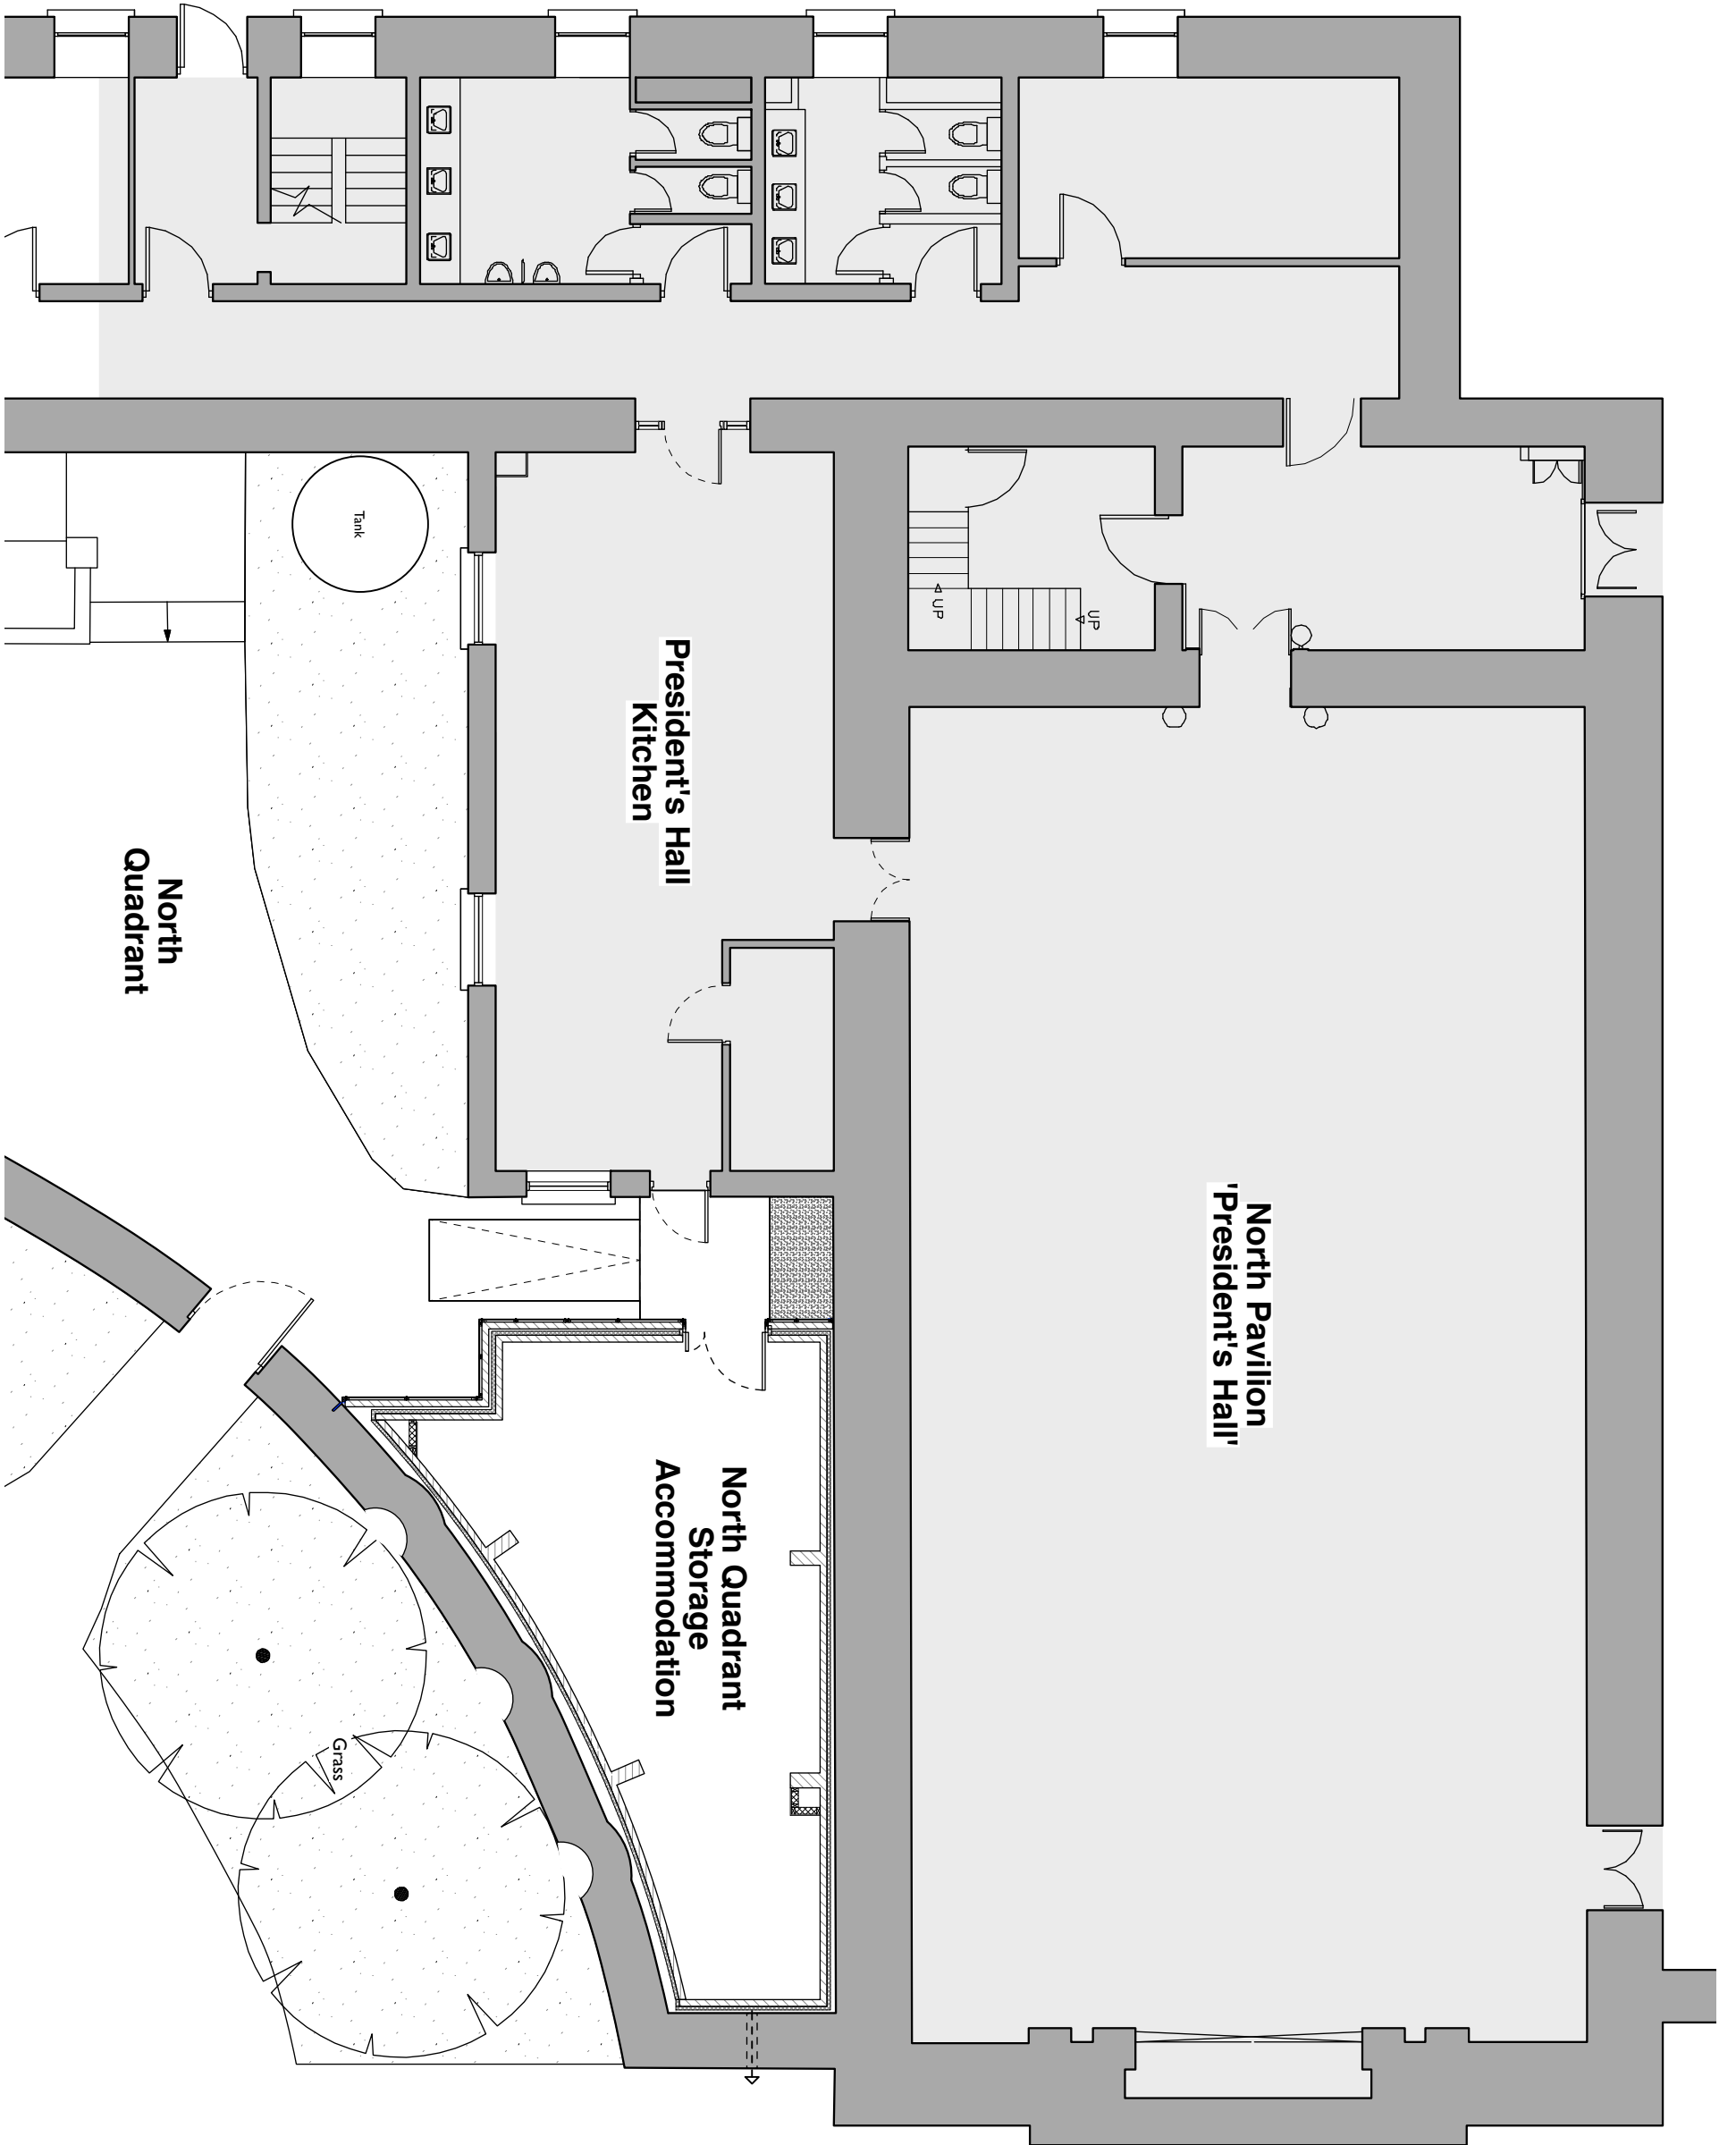 Tank
UP
UP
President's Hall
Kitchen
North
Quadrant
North Pavilion
'President's Hall'
North Quadrant
Storage
Accommodation
Grass